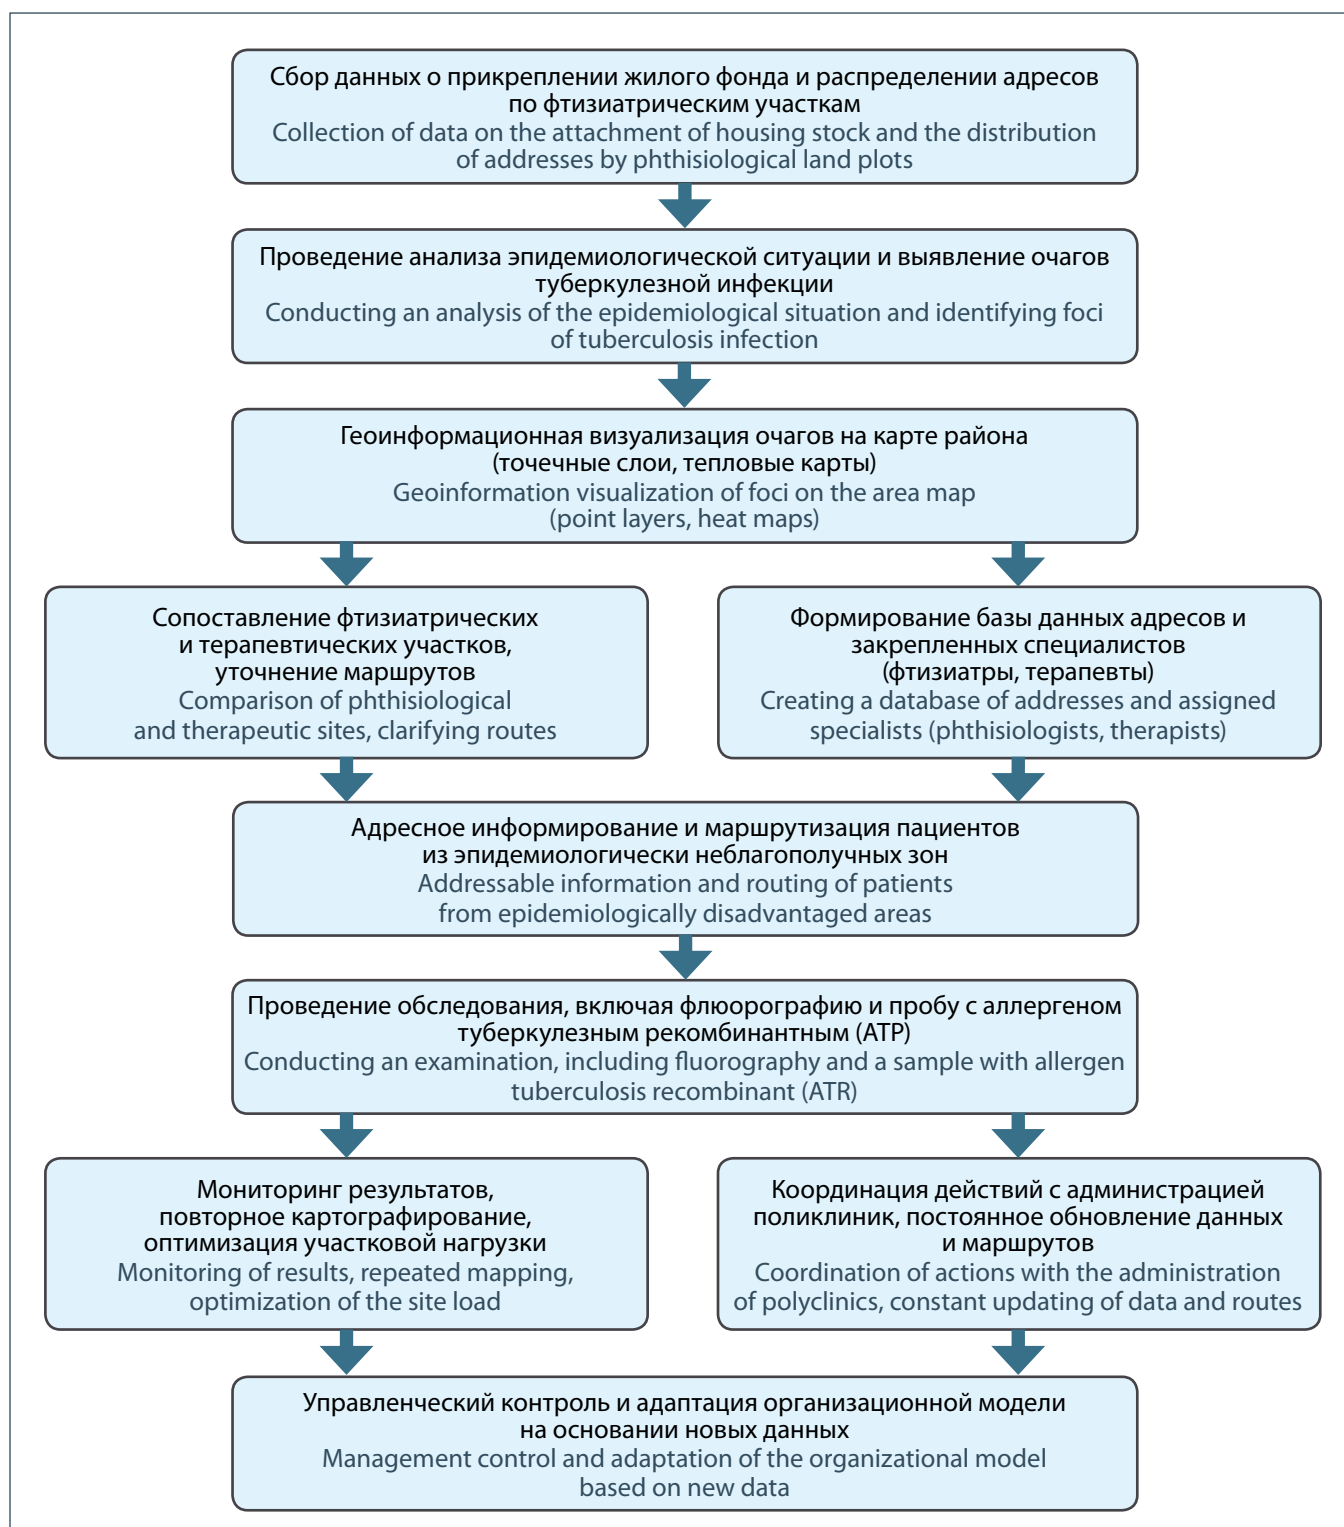 Сбор данных о прикреплении жилого фонда и распределении адресов
по фтизиатрическим участкам
Collection of data on the attachment of housing stock and the distribution
of addresses by phthisiological land plots
Проведение анализа эпидемиологической ситуации и выявление очагов
туберкулезной инфекции
Conducting an analysis of the epidemiological situation and identifying foci
of tuberculosis infection
Геоинформационная визуализация очагов на карте района
(точечные слои, тепловые карты)
Geoinformation visualization of foci on the area map
(point layers, heat maps)
Сопоставление фтизиатрических
и терапевтических участков,
уточнение маршрутов
Comparison of phthisiological
and therapeutic sites, clarifying routes
Формирование базы данных адресов и
закрепленных специалистов
(фтизиатры, терапевты)
Creating a database of addresses and assigned
specialists (phthisiologists, therapists)
Адресное информирование и маршрутизация пациентов
из эпидемиологически неблагополучных зон
Addressable information and routing of patients
from epidemiologically disadvantaged areas
Проведение обследования, включая флюорографию и пробу с аллергеном
туберкулезным рекомбинантным (АТР)
Conducting an examination, including fluorography and a sample with allergen
tuberculosis recombinant (ATR)
Мониторинг результатов,
повторное картографирование,
оптимизация участковой нагрузки
Monitoring of results, repeated mapping,
optimization of the site load
Координация действий с администрацией
поликлиник, постоянное обновление данных
и маршрутов
Coordination of actions with the administration
of polyclinics, constant updating of data and routes
Управленческий контроль и адаптация организационной модели
на основании новых данных
Management control and adaptation of the organizational model
based on new data